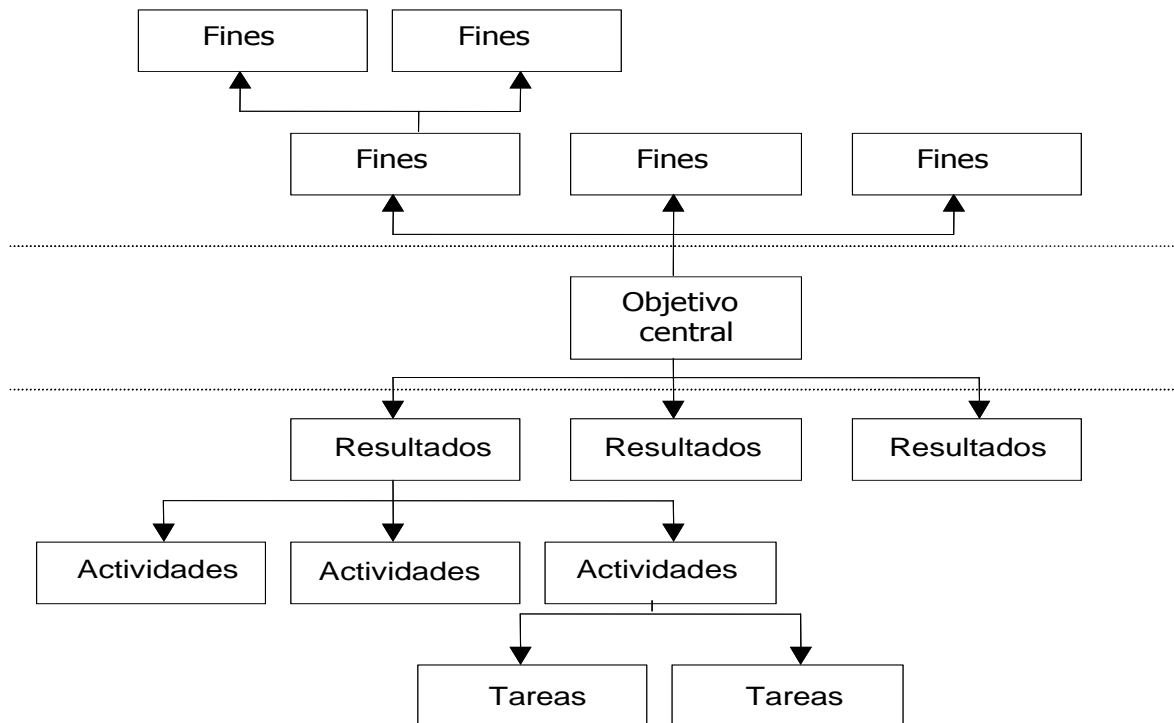 Fines
Fines
Fines
Fines
Fines
Objetivo
central
Resultados
Resultados
Resultados
Actividades
Actividades
Actividades
Tareas
Tareas